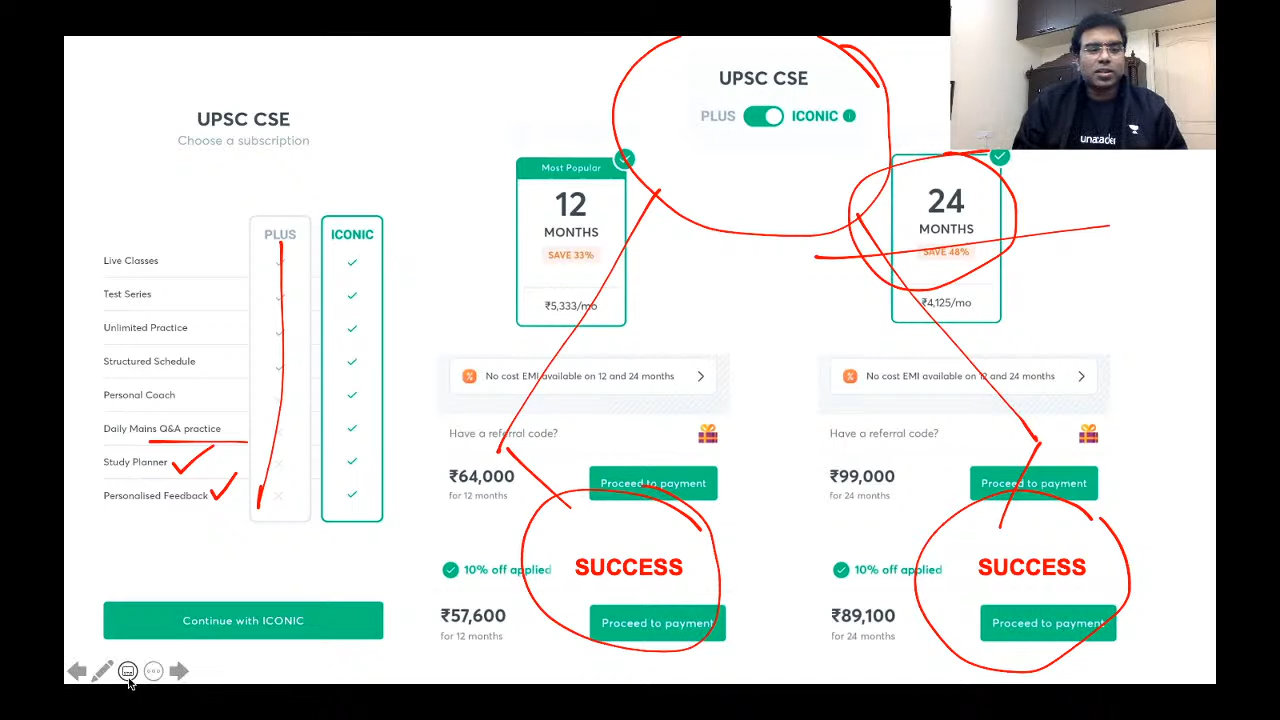 UPSC CSE
Choose a subscription
PLUS ICONIC
Live Classes
Test Series
Unlimited Practice
Structured Schedule
Personal Coach
Daily Mains Q&A practice
Study Planner
Personalised Feedback
Continue with ICONIC
UPSC CSE
PLUS ICONIC
Most Popular
12
MONTHS
SAVE 33%
₹5,333/mo
No cost EMI available on 12 and 24 months
Have a referral code?
₹64,000
for 12 months
Proceed to payment
10% off applied
SUCCESS
₹57,600
for 12 months
Proceed to payment
24
MONTHS
SAVE 48%
₹4,125/mo
No cost EMI available on 12 and 24 months
Have a referral code?
₹99,000
for 24 months
Proceed to payment
10% off applied
SUCCESS
₹89,100
for 24 months
Proceed to payment